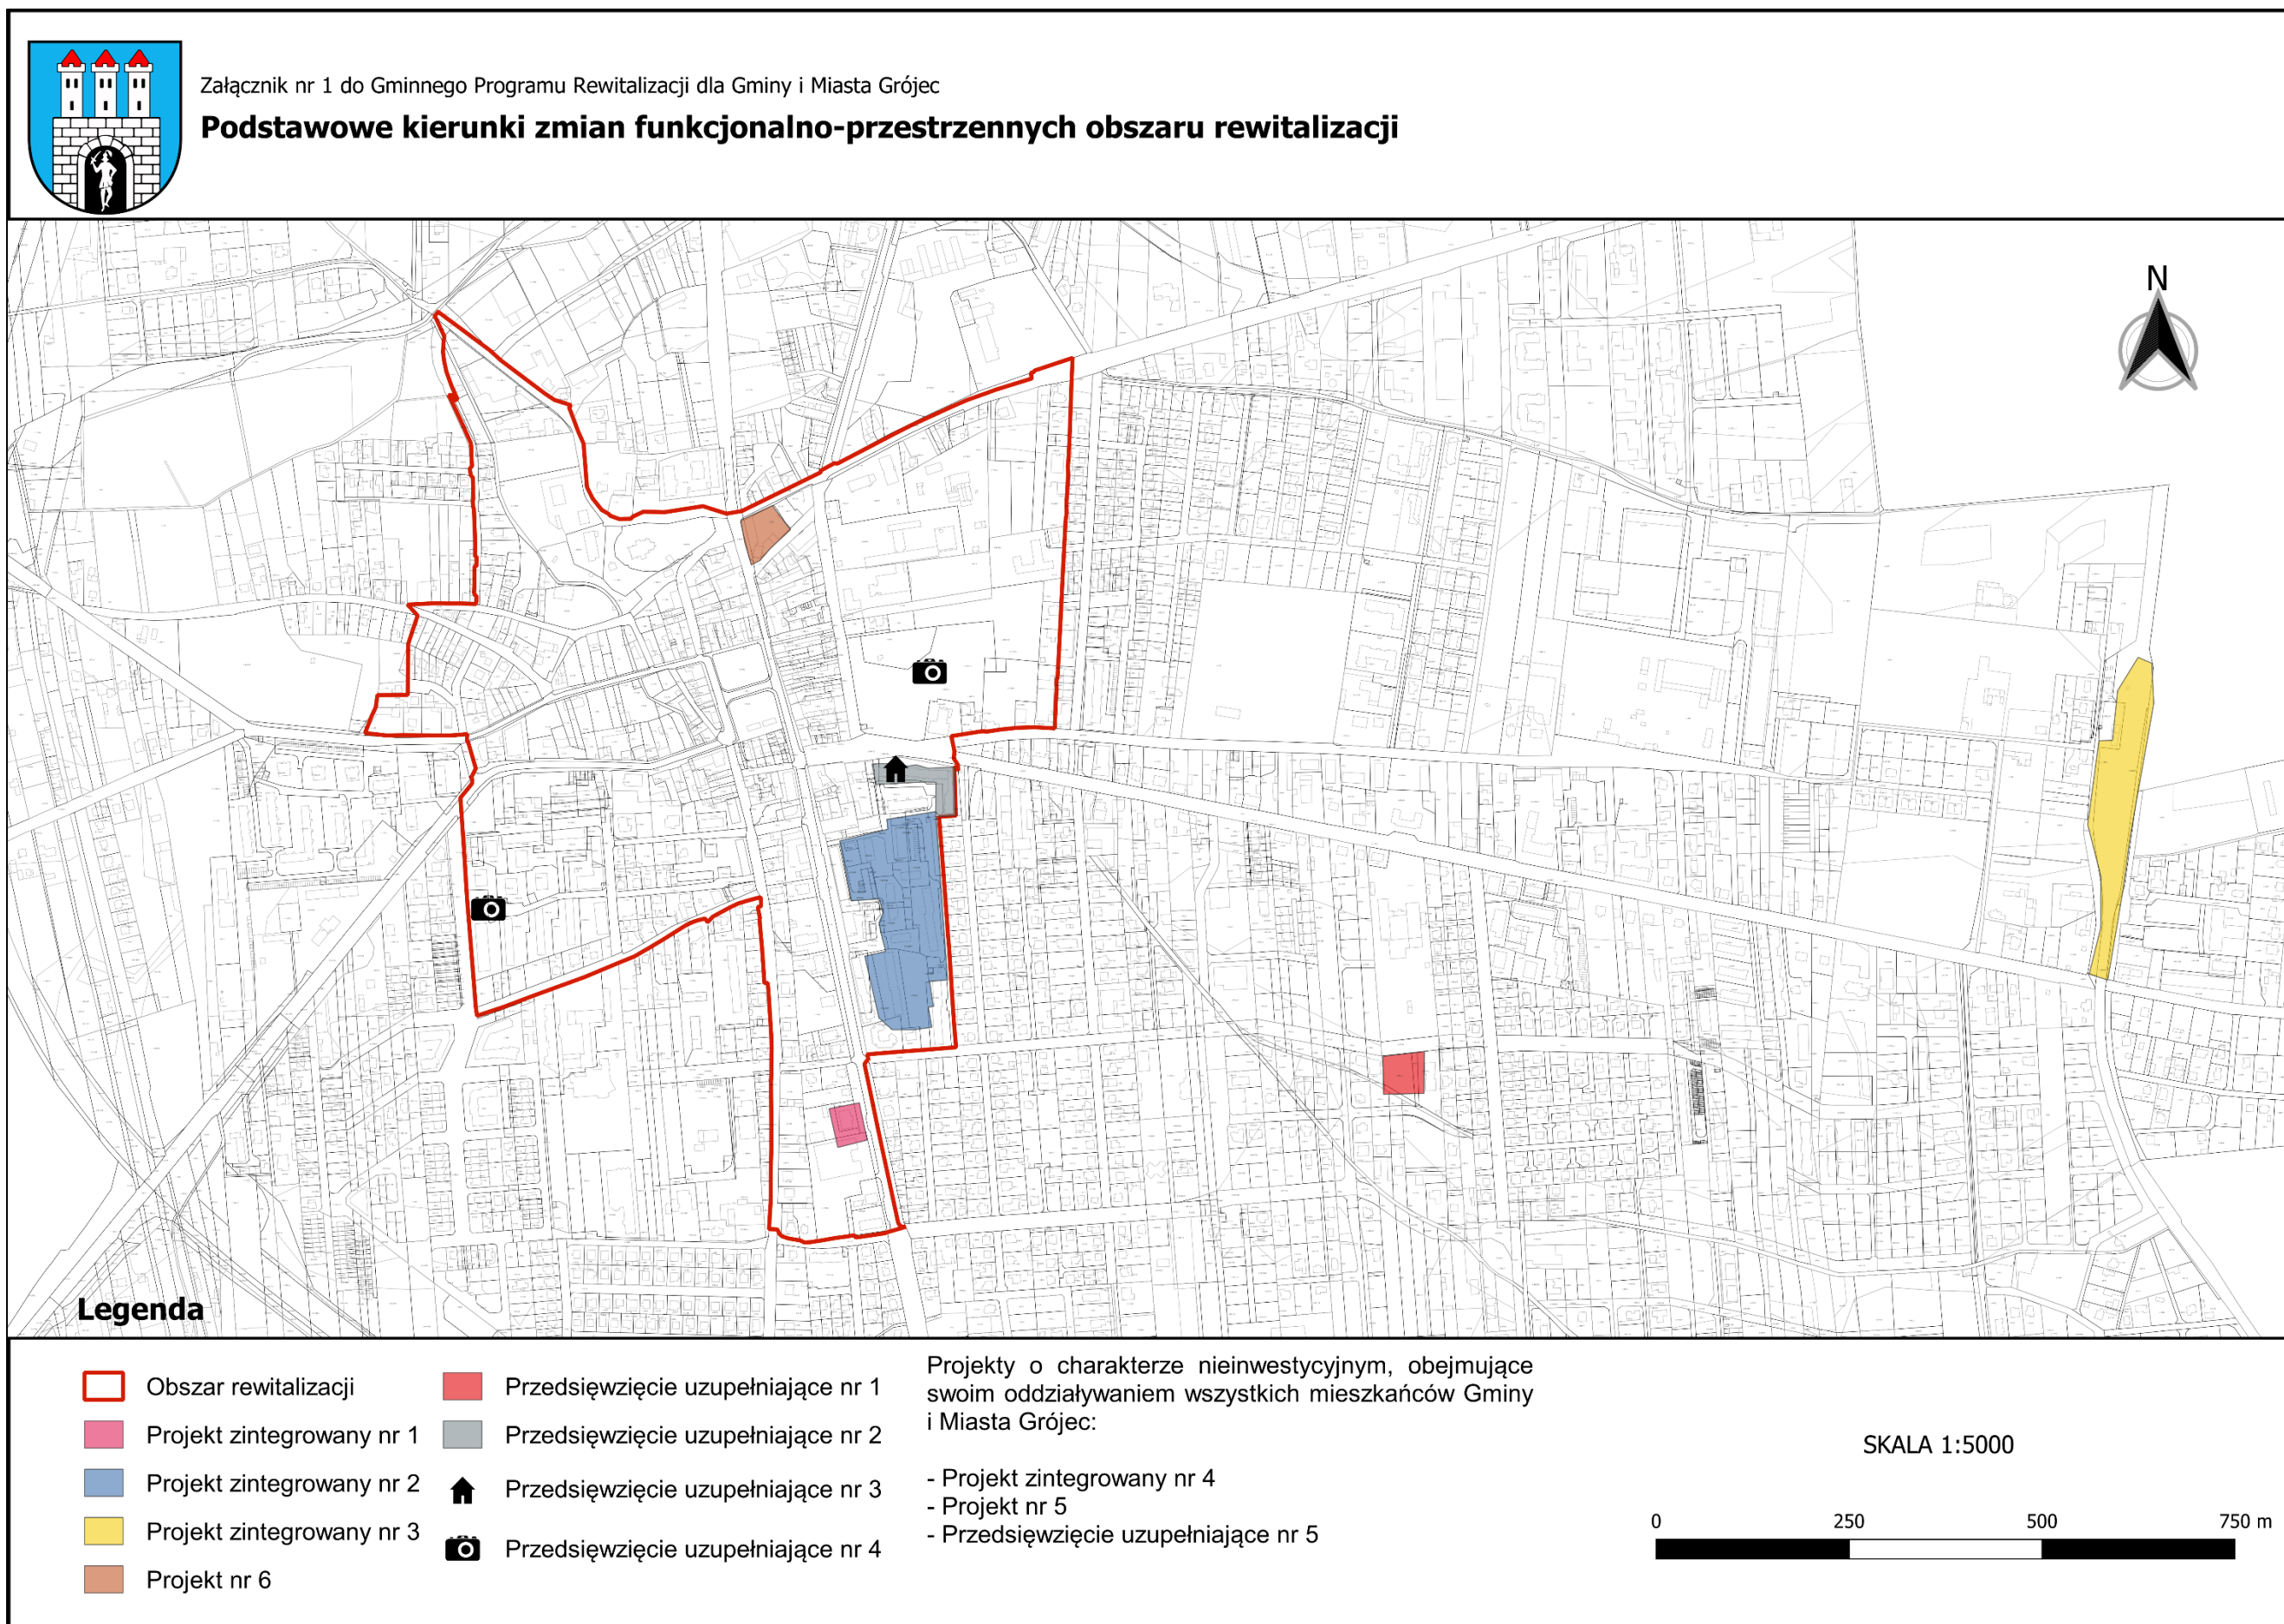 Załącznik nr 1 do Gminnego Programu Rewitalizacji dla Gminy i Miasta Grójec
Podstawowe kierunki zmian funkcjonalno-przestrzennych obszaru rewitalizacji
N
Legenda
Obszar rewitalizacji
Projekt zintegrowany nr 1
Projekt zintegrowany nr 2
Projekt zintegrowany nr 3
Projekt nr 6
Przedsięwzięcie uzupełniające nr 1
Przedsięwzięcie uzupełniające nr 2
Przedsięwzięcie uzupełniające nr 3
Przedsięwzięcie uzupełniające nr 4
Projekty o charakterze nieinwestycyjnym, obejmujące
swoim oddziaływaniem wszystkich mieszkańców Gminy
i Miasta Grójec:
- Projekt zintegrowany nr 4
- Projekt nr 5
- Przedsięwzięcie uzupełniające nr 5
SKALA 1:5000
0 250 500 750 m